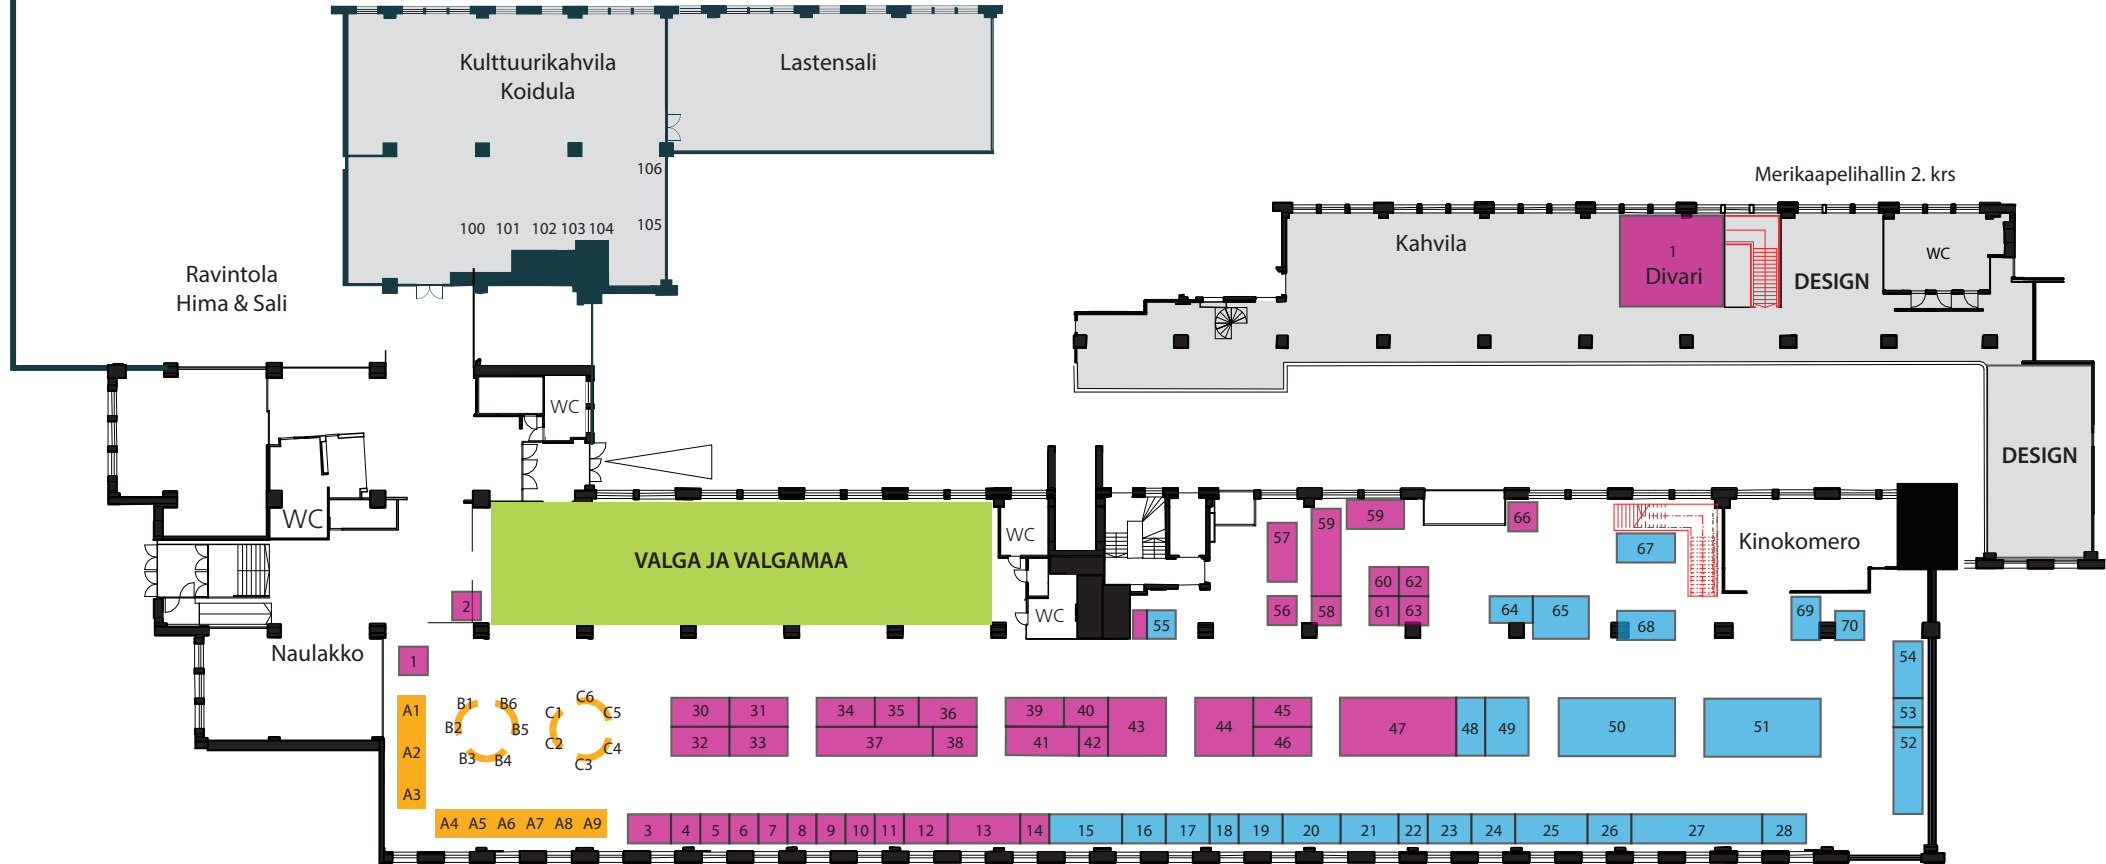 Kulttuurikahvila
Koidula
Lastensali
106
105
100 101 102 103 104
Ravintola
Hima & Sali
Merikaapelihallin 2. krs
Kahvila
1
Divari
DESIGN
WC
DESIGN
WC
WC
VALGA JA VALGAMAA
WC
WC
2
Naulakko
1
57
59
59
66
67
Kinokomero
60 62
56 58 61 63
64 65
55
68
69 70
54
53
52
A1
A2
A3
B1 B6
B2 B5
B3 B4
C6
C1 C5
C2 C4
C3
30 31
32 33
34 35 36
37 38
39 40
41 42
43
44
45
46
47
48 49
50
51
A4 A5 A6 A7 A8 A9
3 4 5 6 7 8 9 10 11 12 13 14 15 16 17 18 19 20 21 22 23 24 25 26 27 28